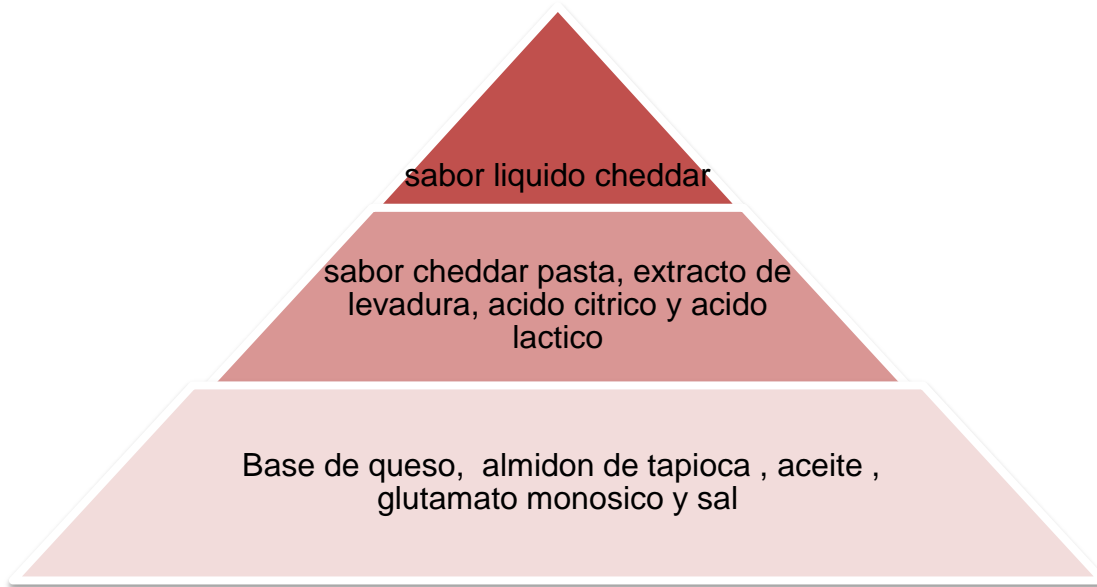 sabor liquido cheddar
sabor cheddar pasta, extracto de
levadura, acido citrico y acido
lactico
Base de queso,  almidon de tapioca , aceite ,
glutamato monosico y sal